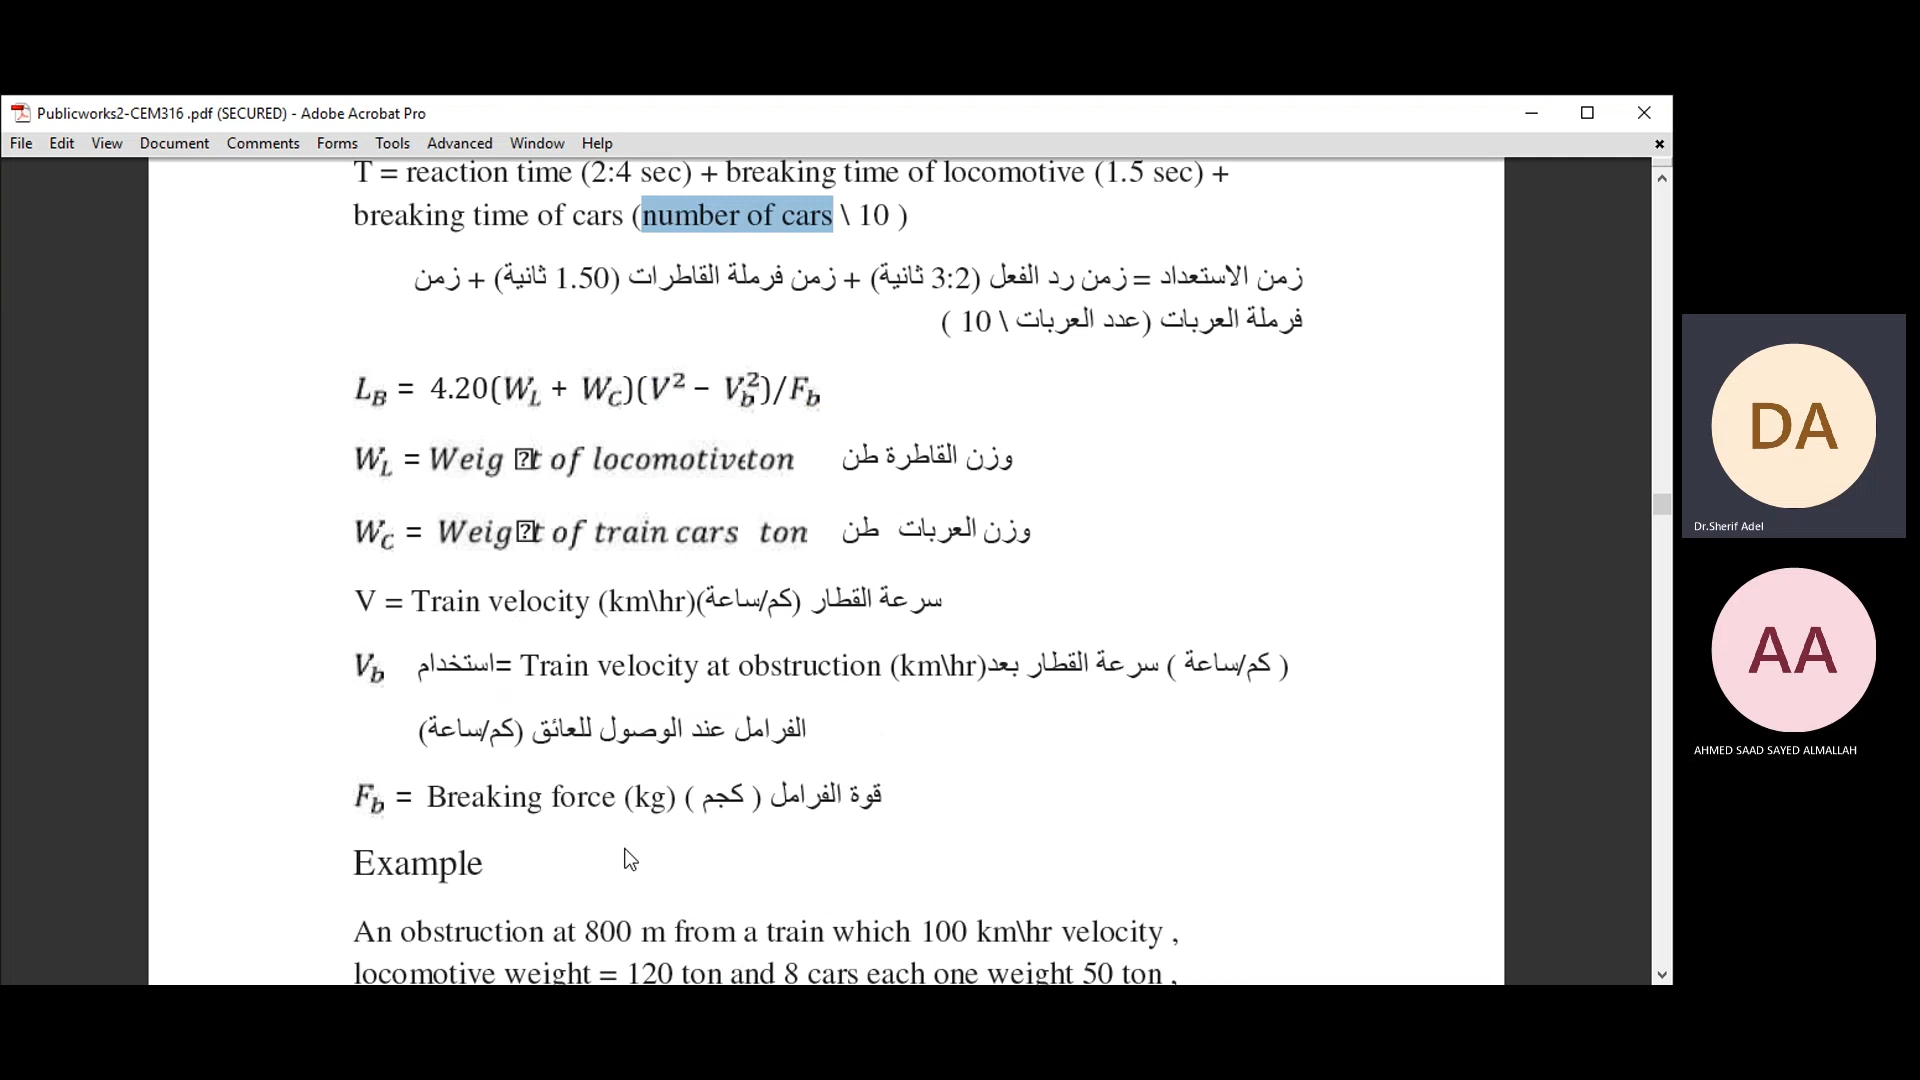 Publicworks2-CEM316 .pdf (SECURED) - Adobe Acrobat Pro
File Edit View Document Comments Forms Tools Advanced Window Help
T = reaction time (2:4 sec) + breaking time of locomotive (1.5 sec) +
breaking time of cars (number of cars \ 10 )
زمن الاستعداد = زمن رد الفعل (3:2 ثانية) + زمن فرملة القاطرات (1.50 ثانية) + زمن
فرملة العربات (عدد العربات \ 10 )
L_B = 4.20(W_L + W_C)(V² − V_b²)/F_b
W_L = Weig⍰t of locomotive ton وزن القاطرة طن
W_C = Weig⍰t of train cars ton وزن العربات طن
V = Train velocity (km\hr)(كم/ساعة) سرعة القطار
V_b استخدام= Train velocity at obstruction (km\hr)سرعة القطار بعد ( كم/ساعة )
الفرامل عند الوصول للعائق (كم/ساعة)
F_b = Breaking force (kg) ( كجم ) قوة الفرامل
Example
An obstruction at 800 m from a train which 100 km\hr velocity ,
locomotive weight = 120 ton and 8 cars each one weight 50 ton ,
DA
Dr.Sherif Adel
AA
AHMED SAAD SAYED ALMALLAH